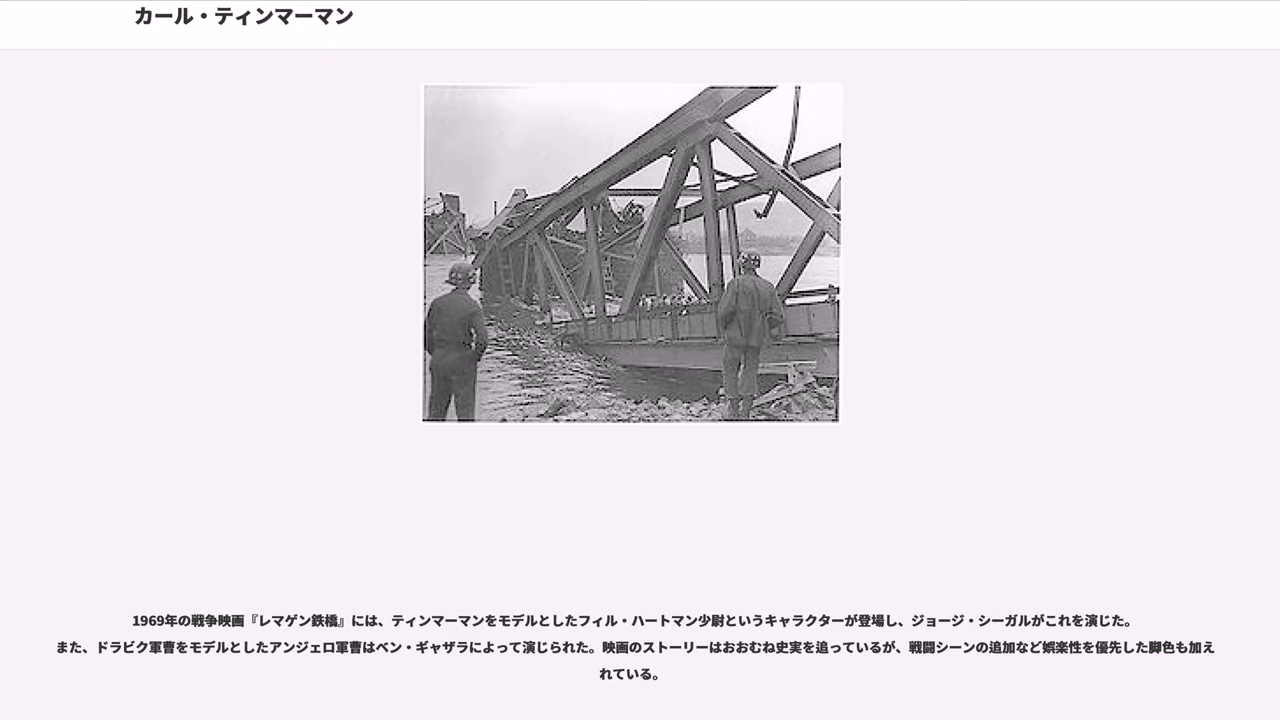 カール・ティンマーマン
1969年の戦争映画『レマゲン鉄橋』には、ティンマーマンをモデルとしたフィル・ハートマン少尉というキャラクターが登場し、ジョージ・シーガルがこれを演じた。
また、ドラビク軍曹をモデルとしたアンジェロ軍曹はベン・ギャザラによって演じられた。映画のストーリーはおおむね史実を追っているが、戦闘シーンの追加など娯楽性を優先した脚色も加え
れている。